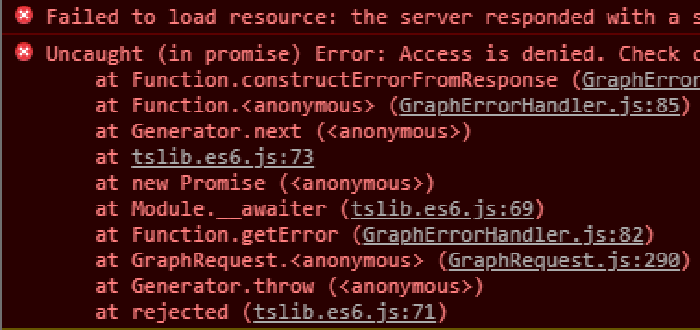 Failed to load resource: the server responded with a
Uncaught (in promise) Error: Access is denied. Check
at Function.constructErrorFromResponse (GraphError
at Function.<anonymous> (GraphErrorHandler.js:85)
at Generator.next (<anonymous>)
at tslib.es6.js:73
at new Promise (<anonymous>)
at Module.__awaiter (tslib.es6.js:69)
at Function.getError (GraphErrorHandler.js:82)
at GraphRequest.<anonymous> (GraphRequest.js:290)
at Generator.throw (<anonymous>)
at rejected (tslib.es6.js:71)